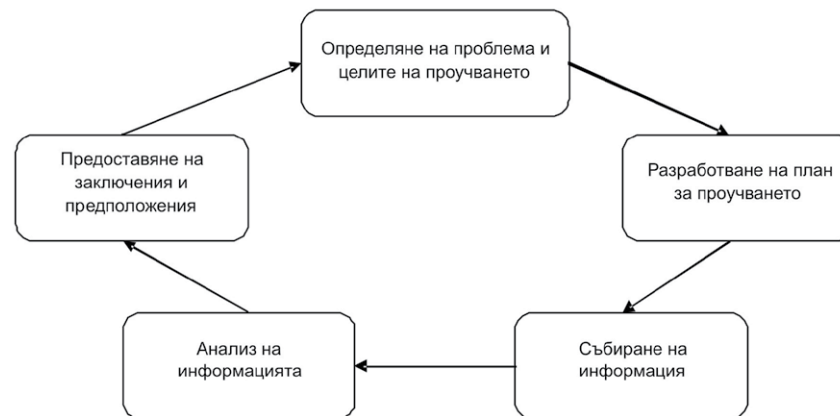 Определяне на проблема и
целите на проучването
Разработване на план
за проучването
Събиране на
информация
Анализ на
информацията
Предоставяне на
заключения и
предположения